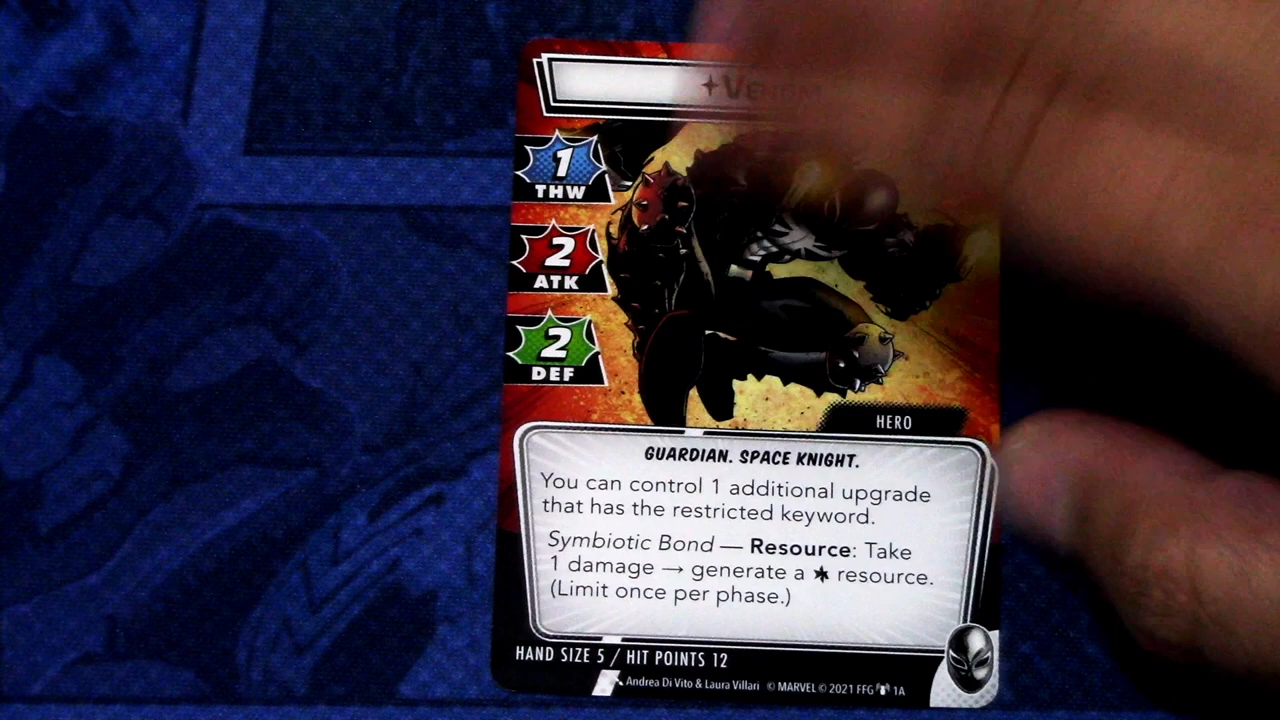 VENOM
1
THW
2
ATK
2
DEF
HERO
GUARDIAN. SPACE KNIGHT.
You can control 1 additional upgrade
that has the restricted keyword.
Symbiotic Bond — Resource: Take
1 damage → generate a resource.
(Limit once per phase.)
HAND SIZE 5 / HIT POINTS 12
Andrea Di Vito & Laura Villari © MARVEL © 2021 FFG 1A